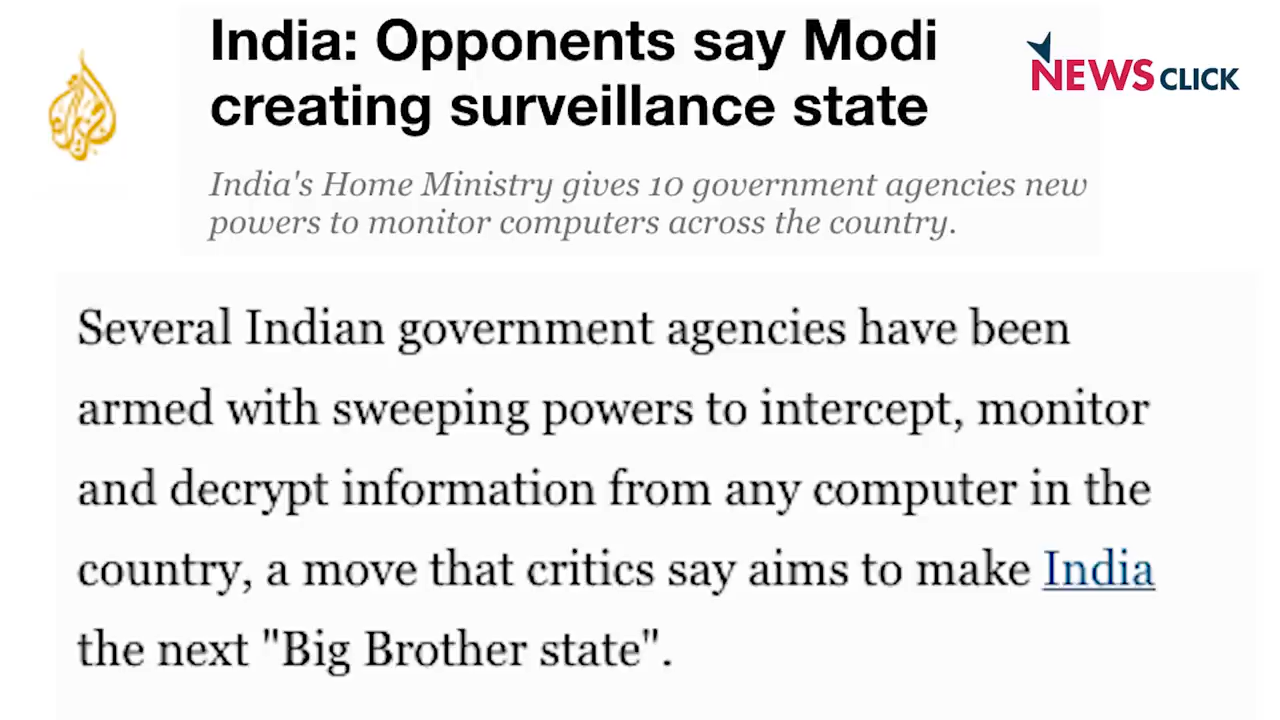 India: Opponents say Modi
creating surveillance state
NEWSCLICK
India's Home Ministry gives 10 government agencies new
powers to monitor computers across the country.
Several Indian government agencies have been
armed with sweeping powers to intercept, monitor
and decrypt information from any computer in the
country, a move that critics say aims to make India
the next "Big Brother state".